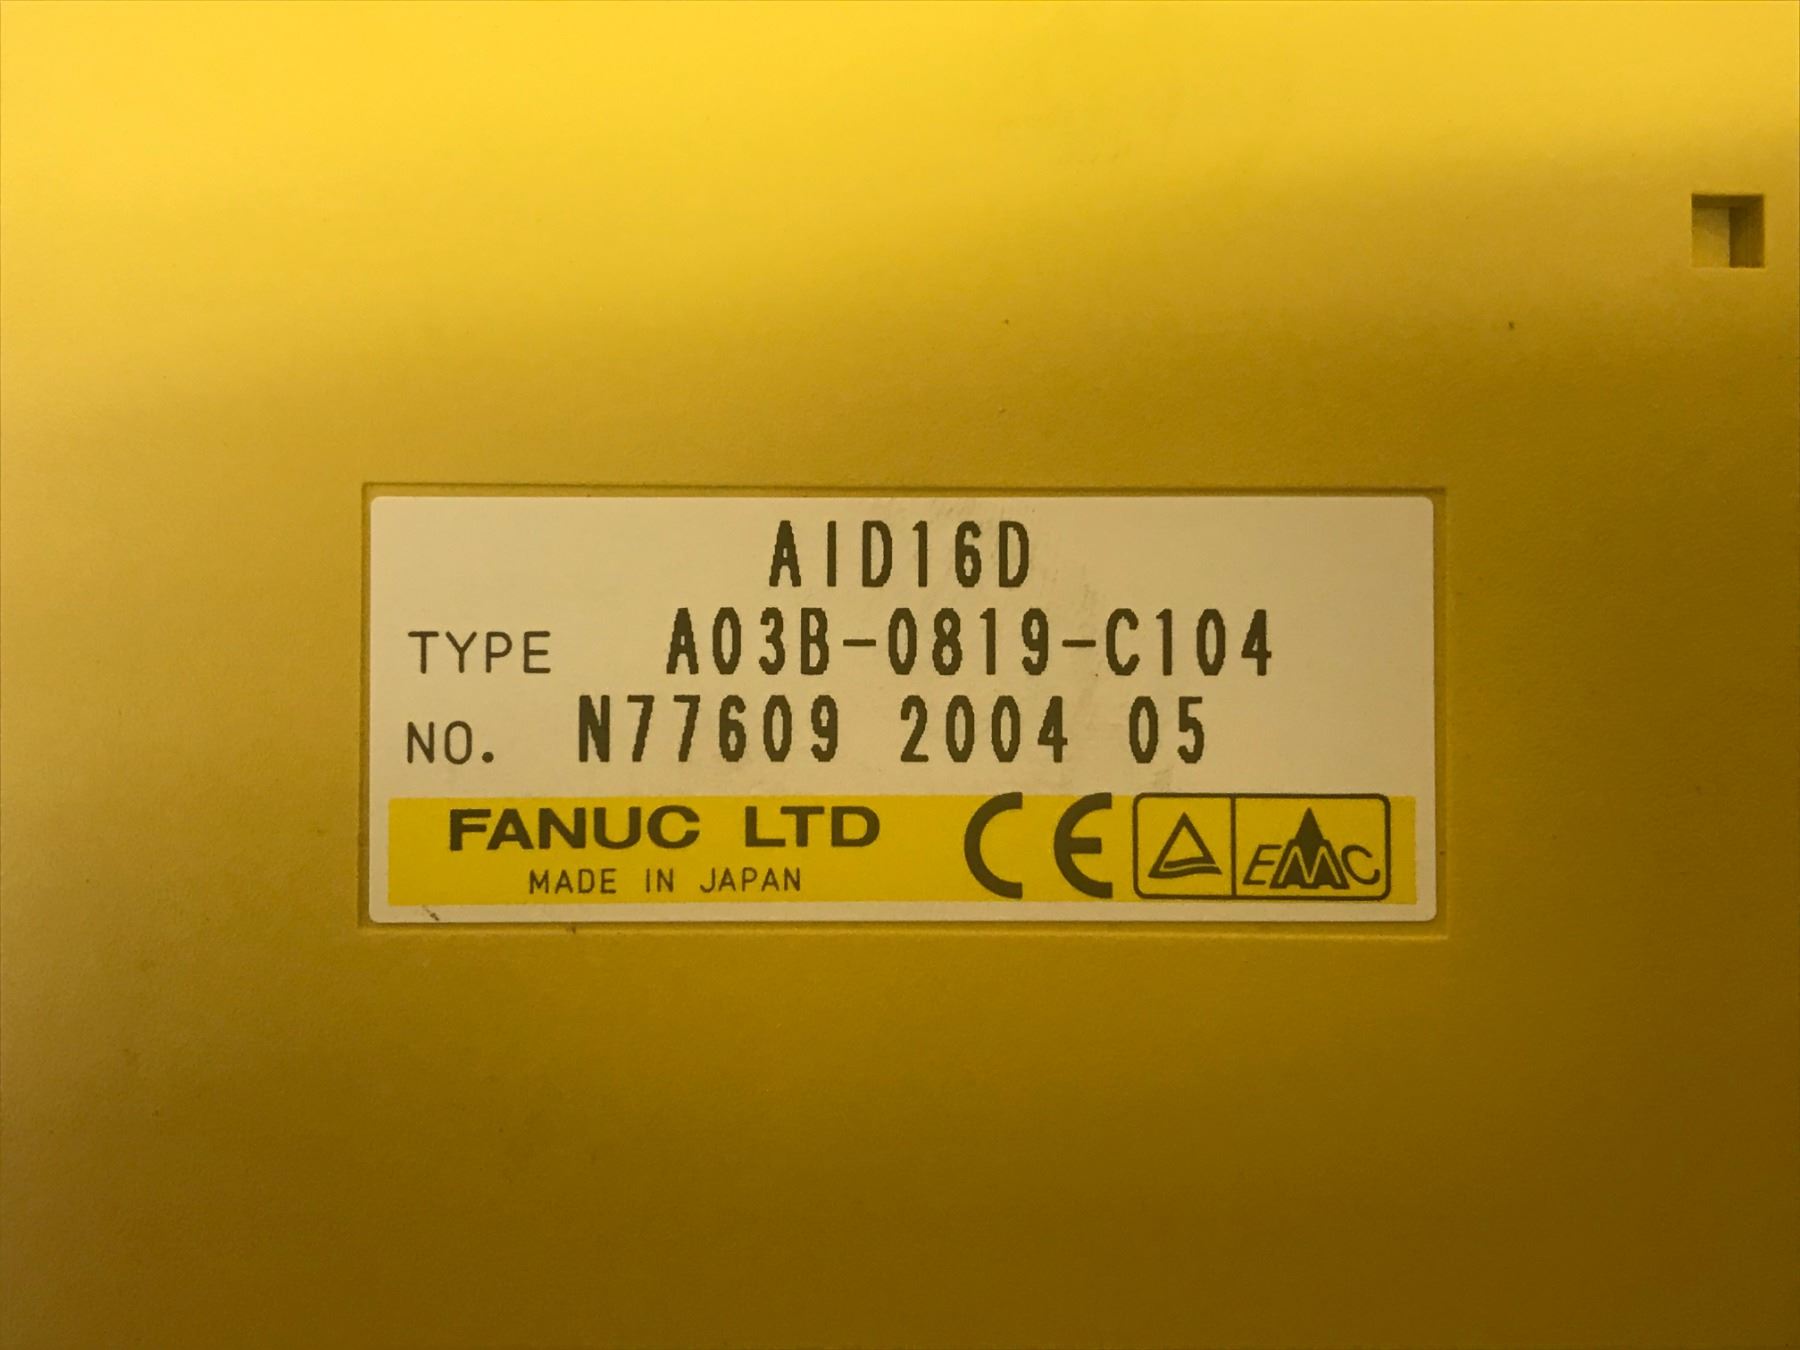 AID16D
TYPE A03B-0819-C104
NO. N77609 2004 05
FANUC LTD CE EMC
MADE IN JAPAN